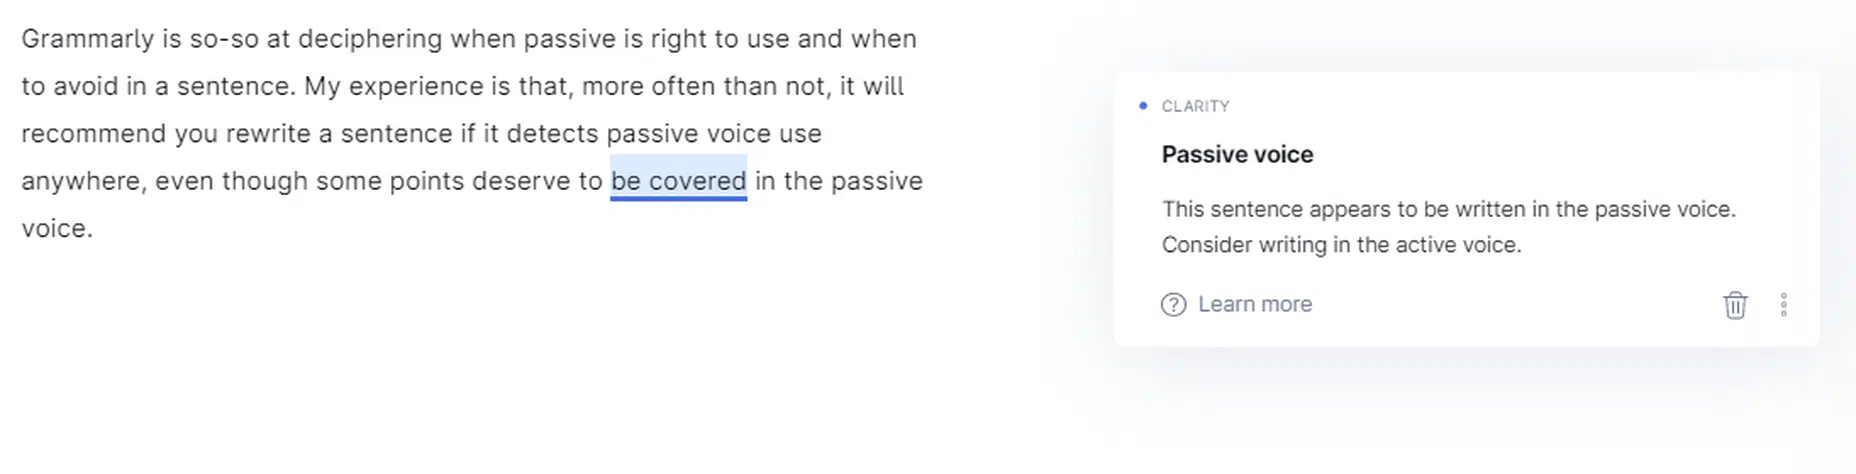 Grammarly is so-so at deciphering when passive is right to use and when
to avoid in a sentence. My experience is that, more often than not, it will
recommend you rewrite a sentence if it detects passive voice use
anywhere, even though some points deserve to be covered in the passive
voice.
CLARITY
Passive voice
This sentence appears to be written in the passive voice.
Consider writing in the active voice.
Learn more